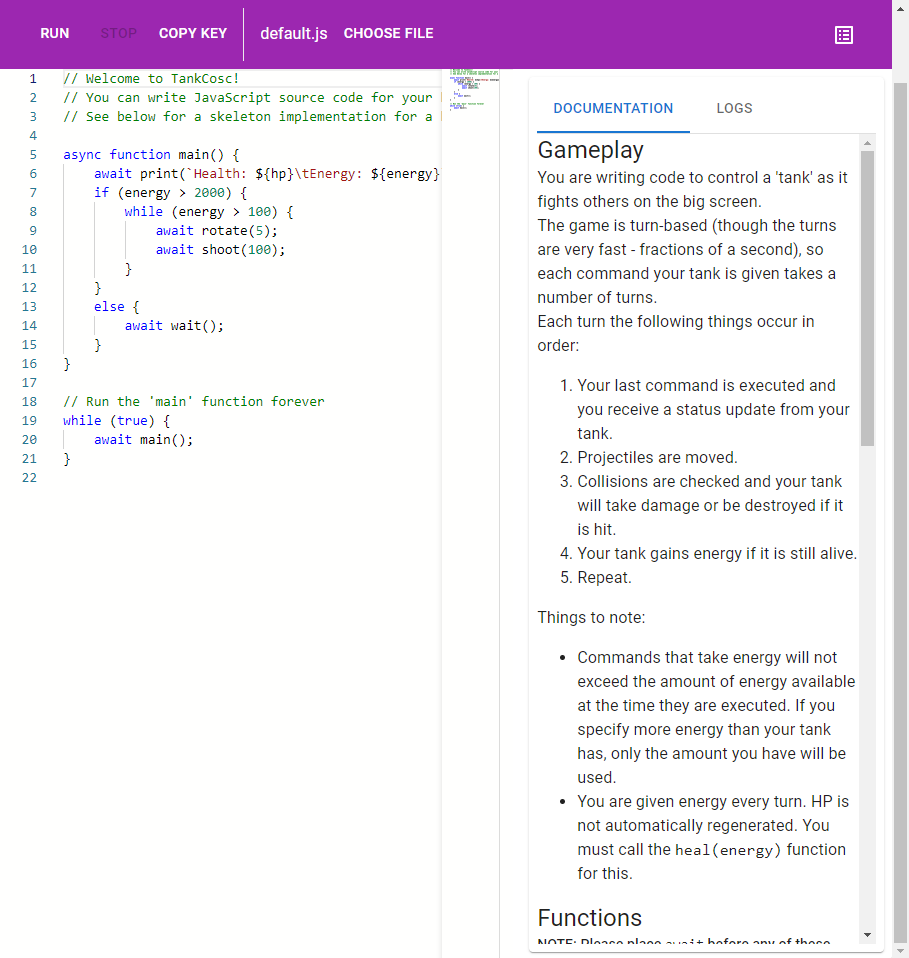 RUN STOP COPY KEY default.js CHOOSE FILE
1 // Welcome to TankCosc!
2 // You can write JavaScript source code for your
3 // See below for a skeleton implementation for a
4
5 async function main() {
6 await print(`Health: ${hp}\tEnergy: ${energy}
7 if (energy > 2000) {
8 while (energy > 100) {
9 await rotate(5);
10 await shoot(100);
11 }
12 }
13 else {
14 await wait();
15 }
16 }
17
18 // Run the 'main' function forever
19 while (true) {
20 await main();
21 }
22
DOCUMENTATION LOGS
Gameplay
You are writing code to control a 'tank' as it
fights others on the big screen.
The game is turn-based (though the turns
are very fast - fractions of a second), so
each command your tank is given takes a
number of turns.
Each turn the following things occur in
order:
1. Your last command is executed and
you receive a status update from your
tank.
2. Projectiles are moved.
3. Collisions are checked and your tank
will take damage or be destroyed if it
is hit.
4. Your tank gains energy if it is still alive.
5. Repeat.
Things to note:
• Commands that take energy will not
exceed the amount of energy available
at the time they are executed. If you
specify more energy than your tank
has, only the amount you have will be
used.
• You are given energy every turn. HP is
not automatically regenerated. You
must call the heal(energy) function
for this.
Functions
NOTE: Please place await before any of these